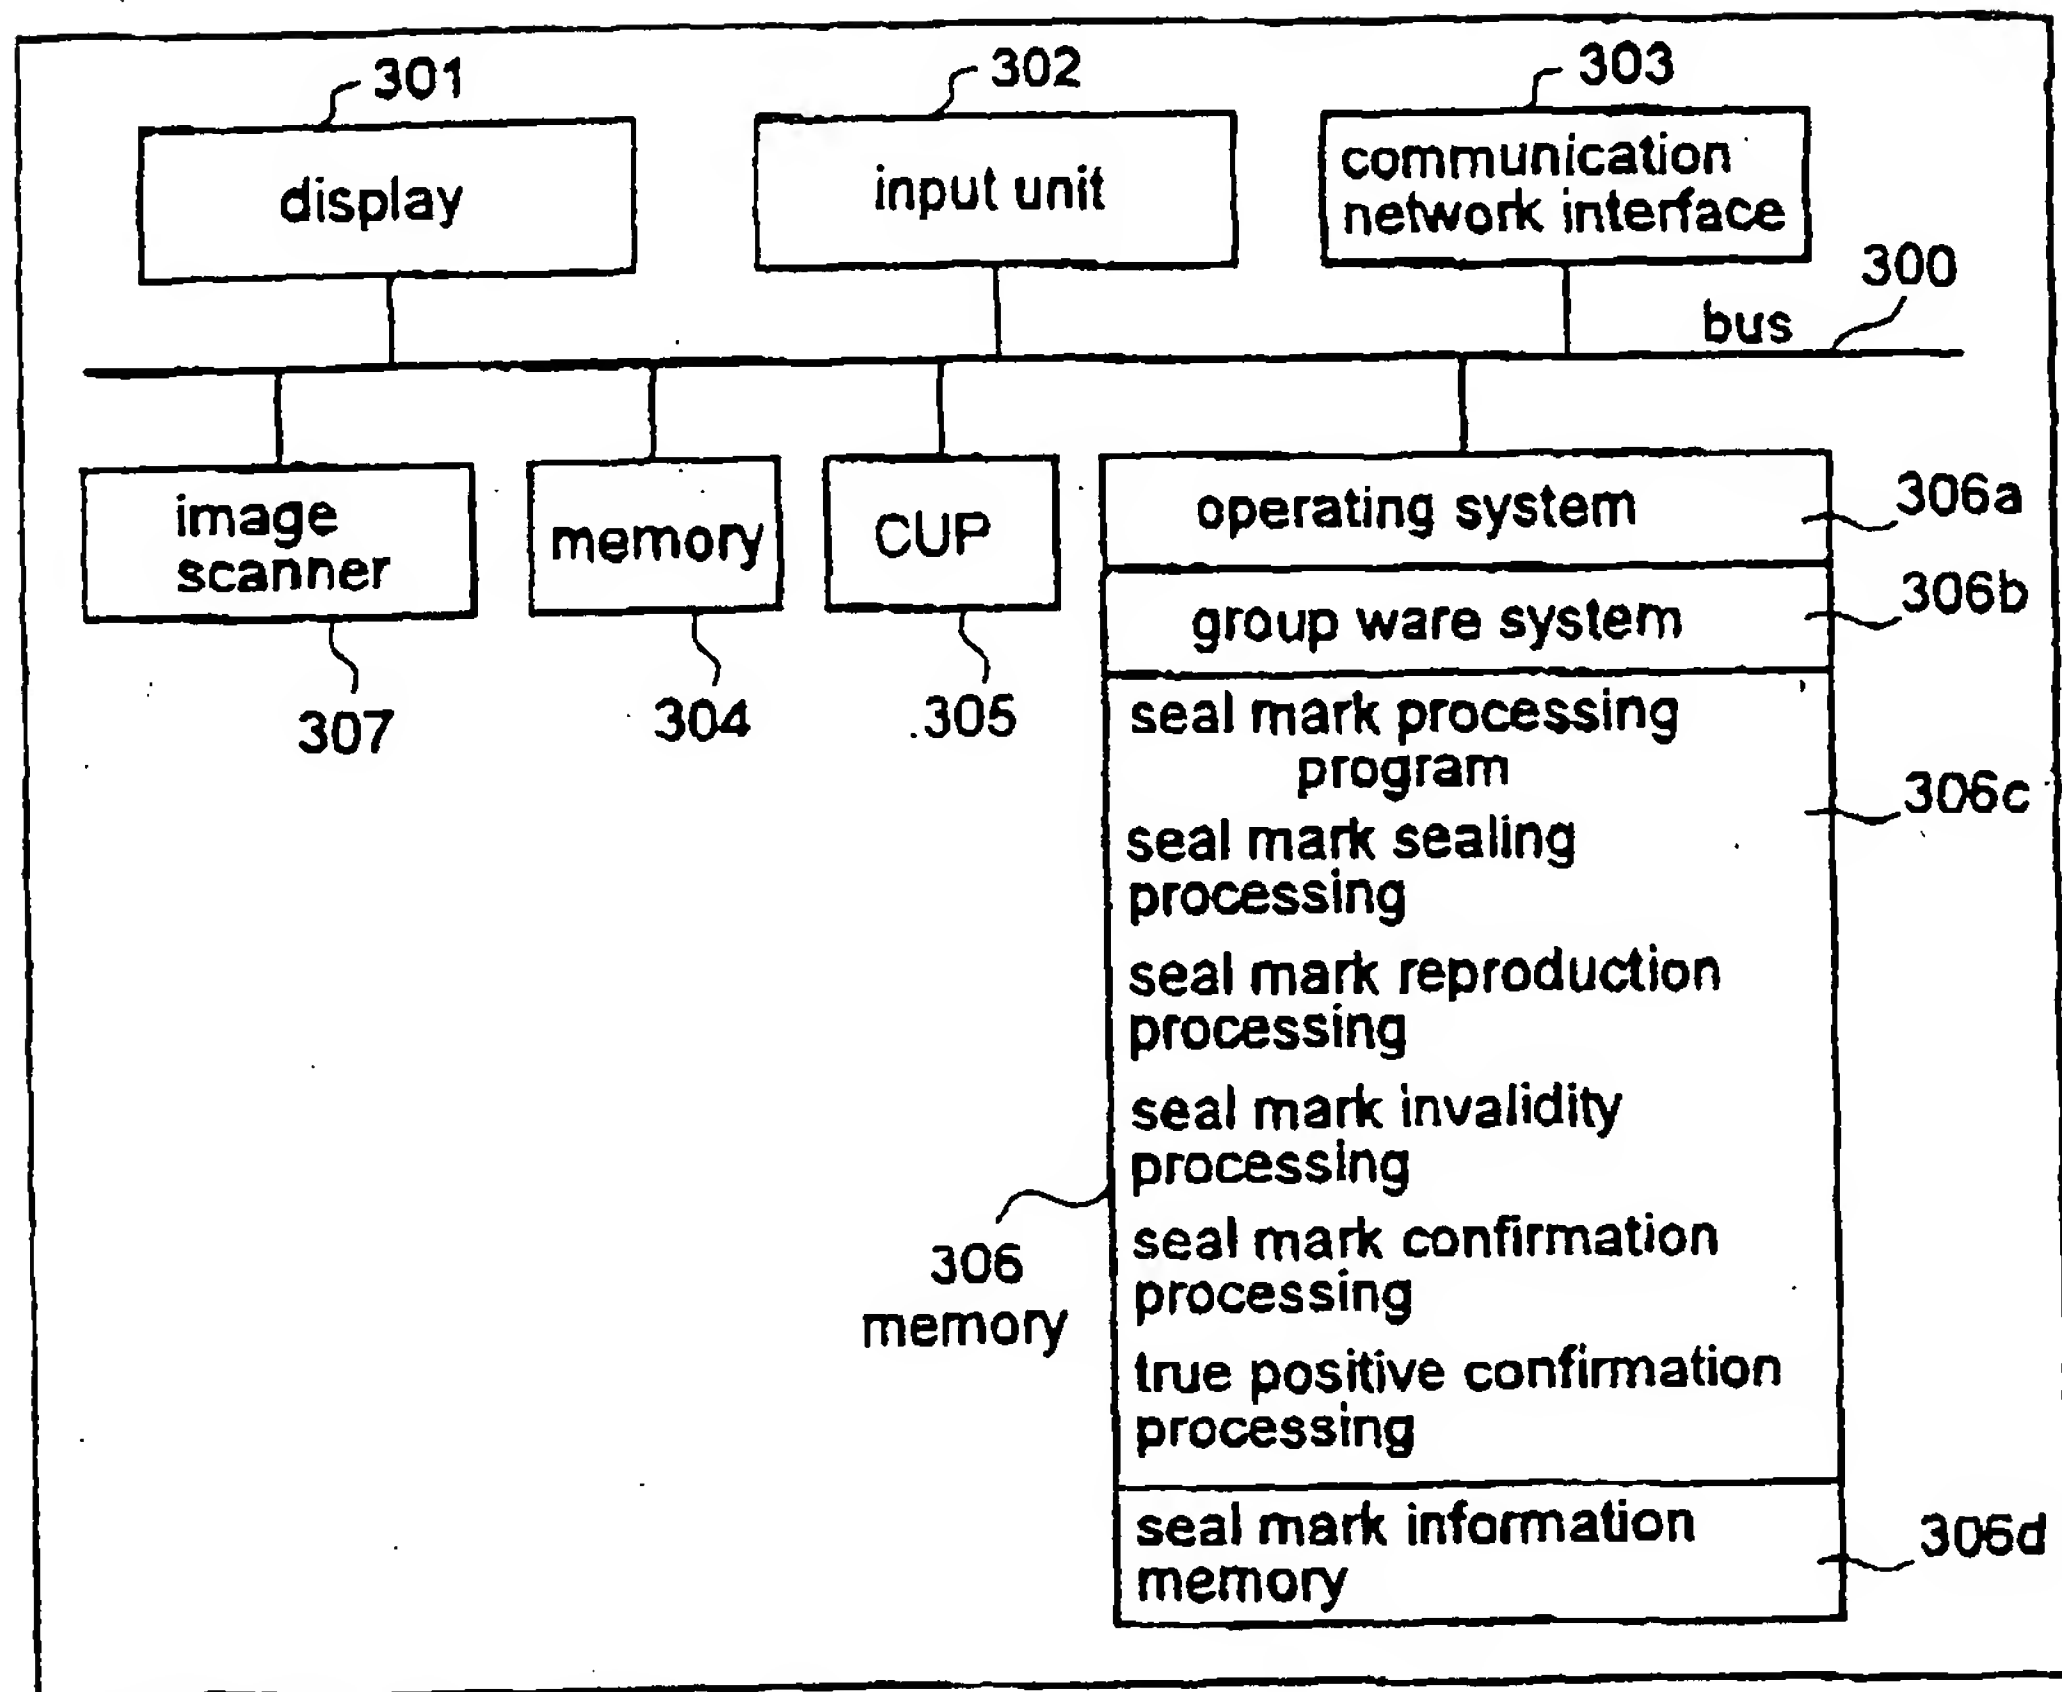 301
302
303
display
input unit
communication
network interface
300
bus
image
scanner
memory
CUP
operating system
306a
group ware system
306b
307
304
305
seal mark processing
program
306c
seal mark sealing
processing
seal mark reproduction
processing
seal mark invalidity
processing
306
memory
seal mark confirmation
processing
true positive confirmation
processing
seal mark information
memory
306d